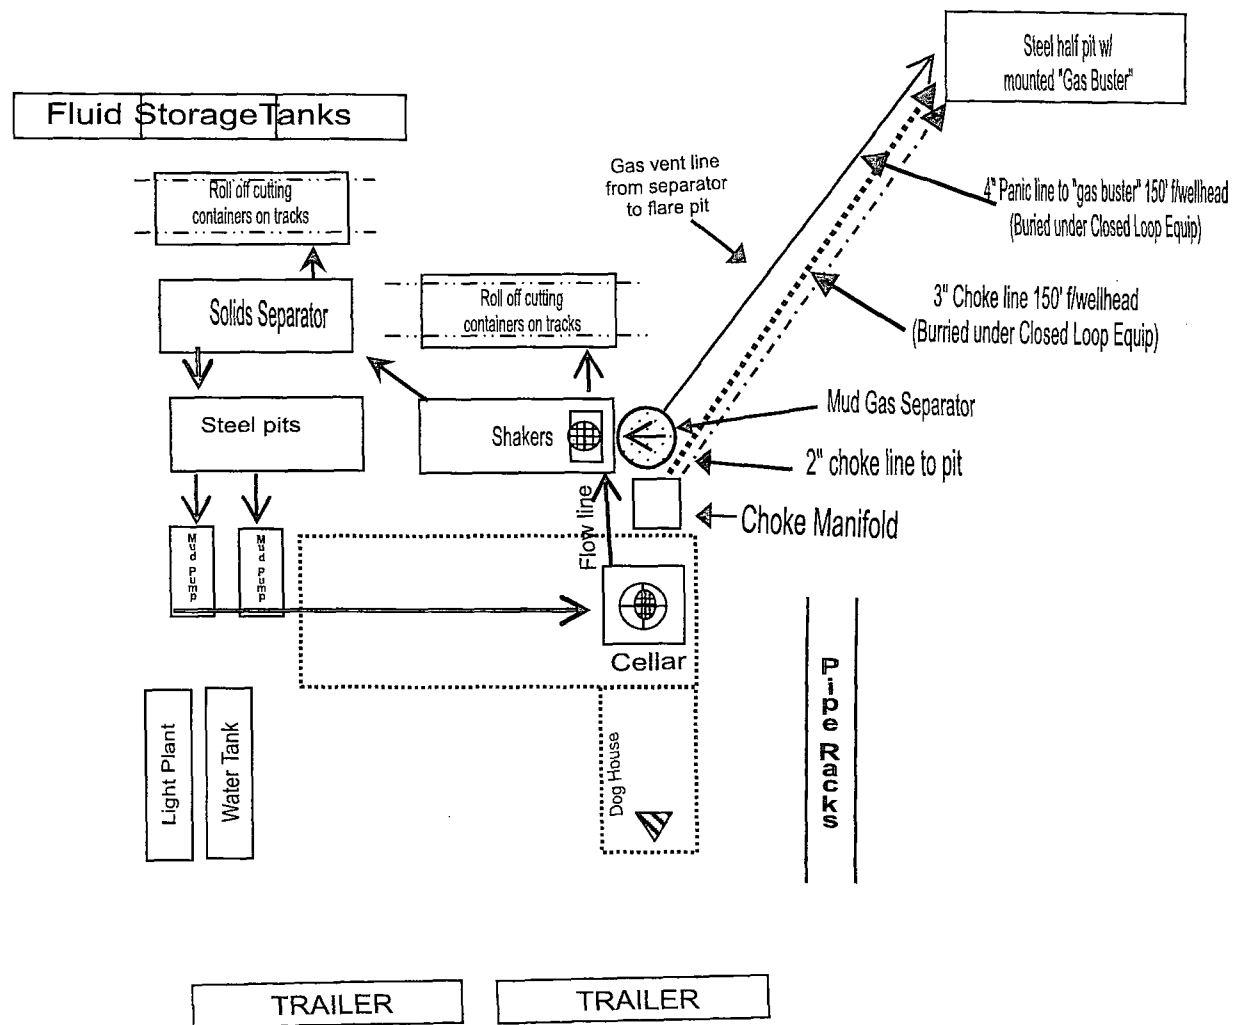 Steel half pit w/
mounted "Gas Buster"
Fluid StorageTanks
Gas vent line
from separator
to flare pit
Roll off cutting
containers on tracks
4" Panic line to "gas buster" 150' f/wellhead
(Buried under Closed Loop Equip)
Solids Separator
Roll off cutting
containers on tracks
3" Choke line 150' f/wellhead
(Burried under Closed Loop Equip)
Steel pits
Shakers
Mud Gas Separator
2" choke line to pit
Flow line
Choke Manifold
Mud Pump
Mud Pump
Cellar
Pipe Racks
Light Plant
Water Tank
Dog House
TRAILER
TRAILER